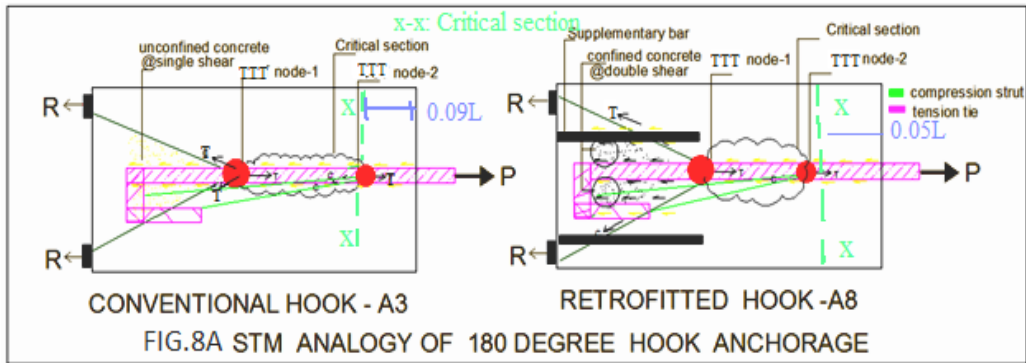 x-x: Critical section
unconfined concrete
@single shear
Critical section
TTT node-1
TTT
node-2
X
0.09L
R
T
T
T
T
P
X
R
CONVENTIONAL HOOK - A3
Supplementary bar
confined concrete
@double shear
Critical section
TTT node-1
TTT node-2
compression strut
tension tie
X
0.05L
R
T
P
X
R
RETROFITTED HOOK -A8
FIG.8A STM ANALOGY OF 180 DEGREE HOOK ANCHORAGE